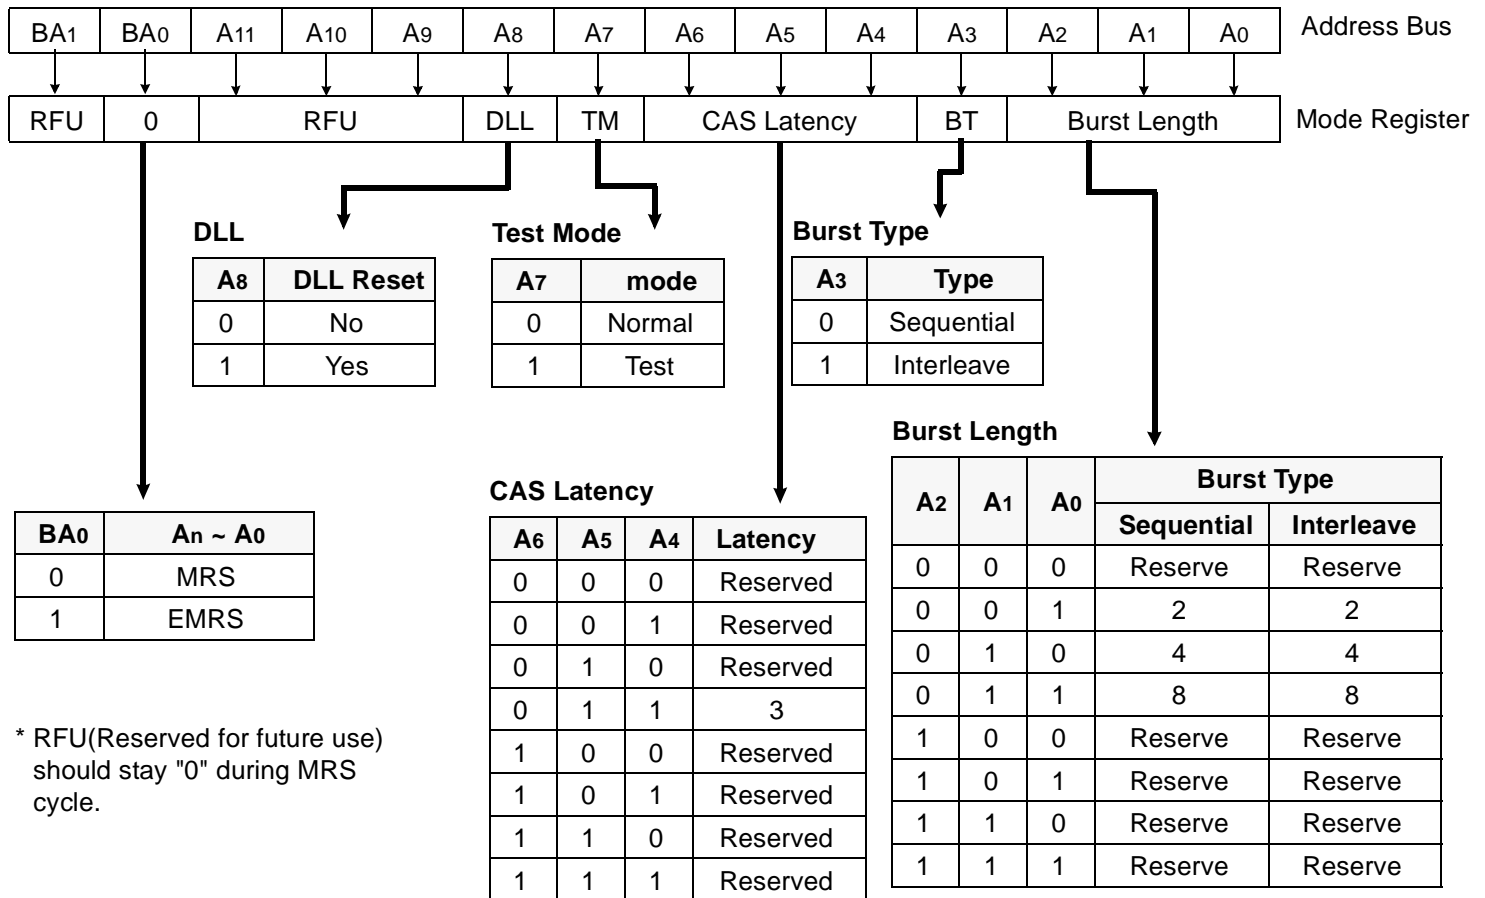 BA1 BA0 A11 A10 A9 A8 A7 A6 A5 A4 A3 A2 A1 A0 Address Bus
RFU 0 RFU DLL TM CAS Latency BT Burst Length Mode Register
DLL
A8 DLL Reset
0 No
1 Yes
Test Mode
A7 mode
0 Normal
1 Test
Burst Type
A3 Type
0 Sequential
1 Interleave
BA0 An ~ A0
0 MRS
1 EMRS
* RFU(Reserved for future use)
should stay "0" during MRS
cycle.
CAS Latency
A6 A5 A4 Latency
0 0 0 Reserved
0 0 1 Reserved
0 1 0 Reserved
0 1 1 3
1 0 0 Reserved
1 0 1 Reserved
1 1 0 Reserved
1 1 1 Reserved
Burst Length
A2 A1 A0 Burst Type
Sequential Interleave
0 0 0 Reserve Reserve
0 0 1 2 2
0 1 0 4 4
0 1 1 8 8
1 0 0 Reserve Reserve
1 0 1 Reserve Reserve
1 1 0 Reserve Reserve
1 1 1 Reserve Reserve